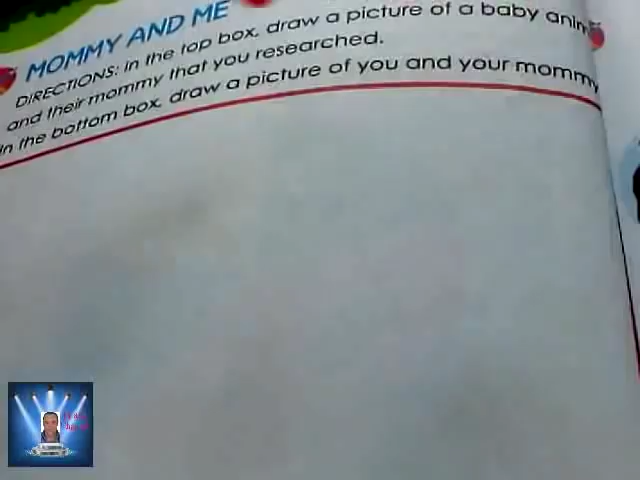 MOMMY AND ME
DIRECTIONS: In the top box, draw a picture of a baby anim
and their mommy that you researched.
In the bottom box, draw a picture of you and your mommy